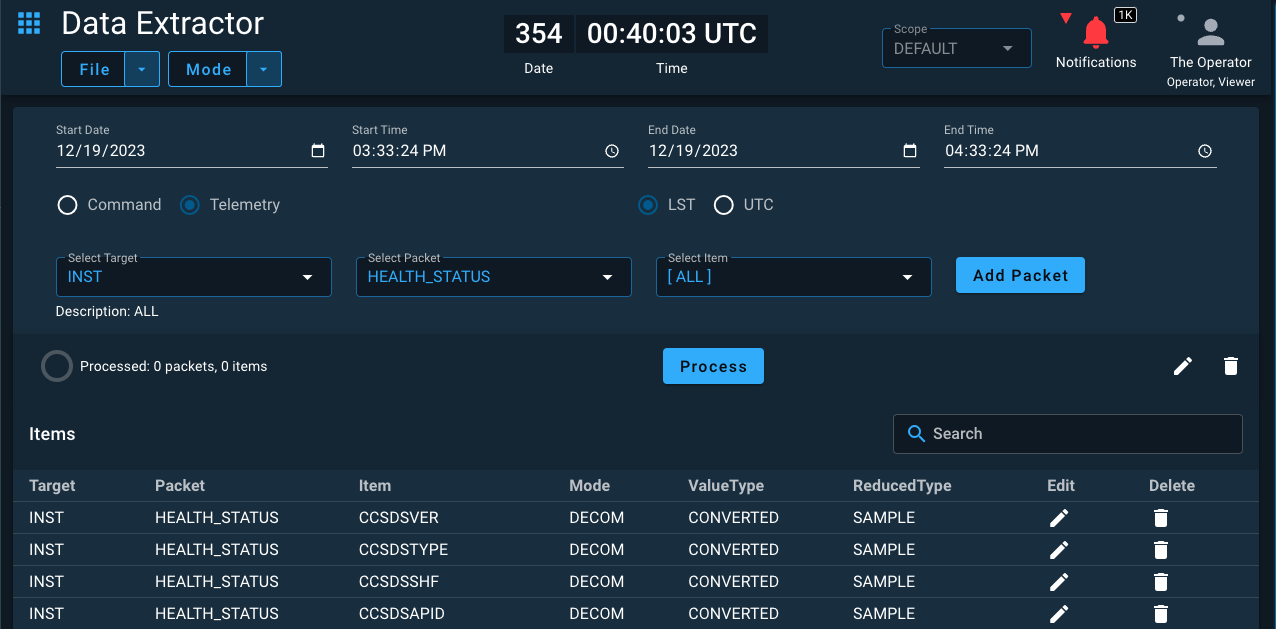 Data Extractor
File Mode
354 00:40:03 UTC
Date Time
Scope
DEFAULT
1K
Notifications
The Operator
Operator, Viewer
Start Date Start Time End Date End Time
12/19/2023 03:33:24 PM 12/19/2023 04:33:24 PM
Command Telemetry LST UTC
Select Target Select Packet Select Item
INST HEALTH_STATUS [ ALL ] Add Packet
Description: ALL
Processed: 0 packets, 0 items Process
Items Search
Target Packet Item Mode ValueType ReducedType Edit Delete
INST HEALTH_STATUS CCSDSVER DECOM CONVERTED SAMPLE
INST HEALTH_STATUS CCSDSTYPE DECOM CONVERTED SAMPLE
INST HEALTH_STATUS CCSDSSHF DECOM CONVERTED SAMPLE
INST HEALTH_STATUS CCSDSAPID DECOM CONVERTED SAMPLE